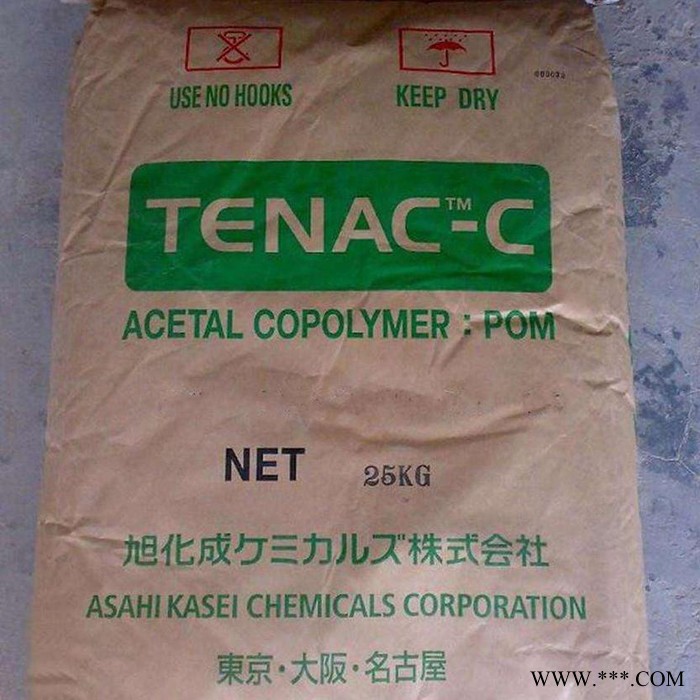 USE NO HOOKS
KEEP DRY
TENAC™-C
ACETAL COPOLYMER : POM
NET 25KG
旭化成ケミカルズ株式会社
ASAHI KASEI CHEMICALS CORPORATION
東京・大阪・名古屋
WWW.***.COM